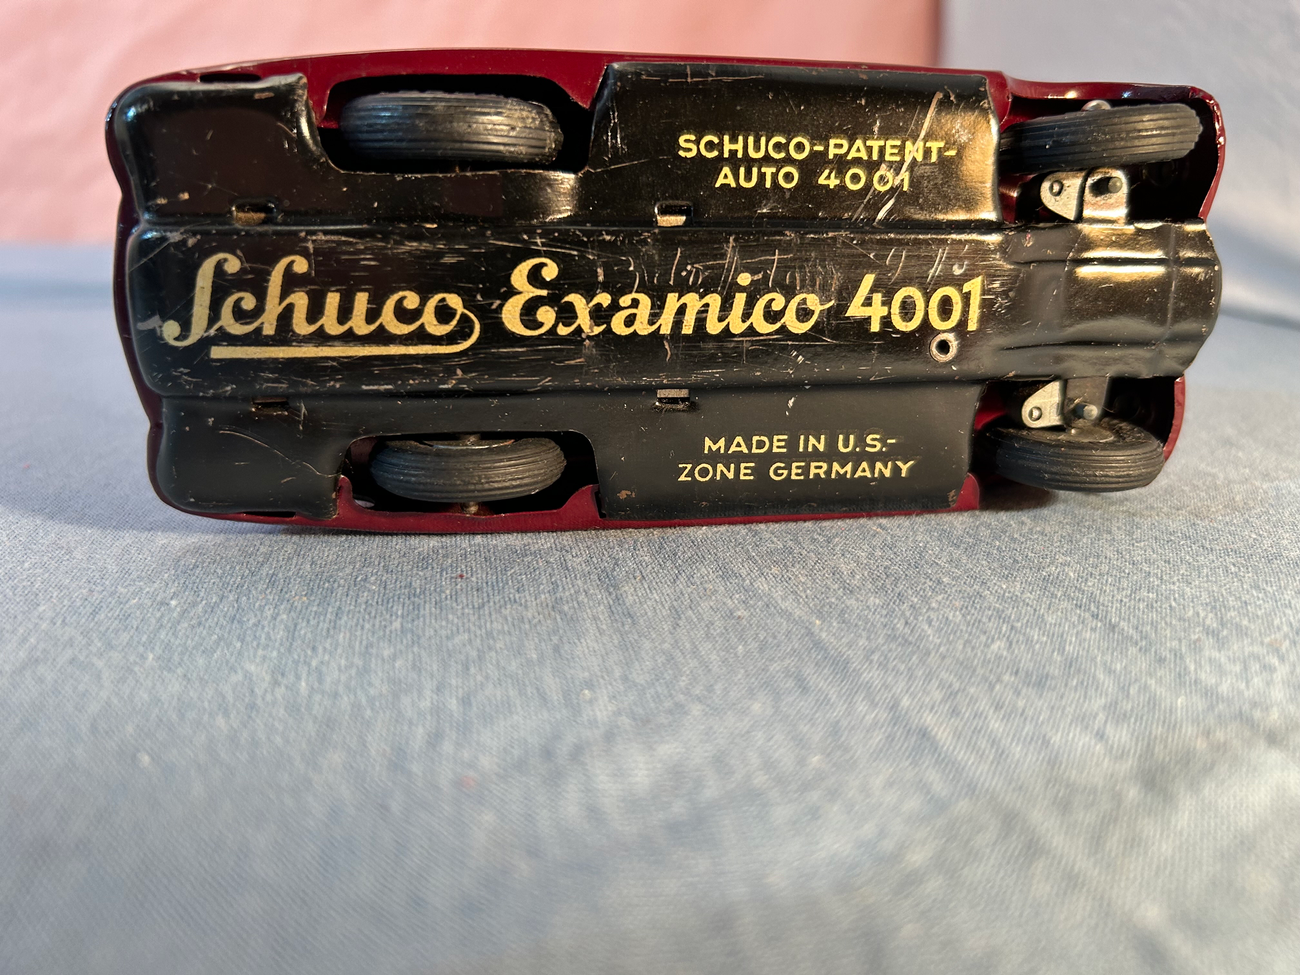 SCHUCO-PATENT-
AUTO 4001
Schuco Examico 4001
MADE IN U.S.-
ZONE GERMANY